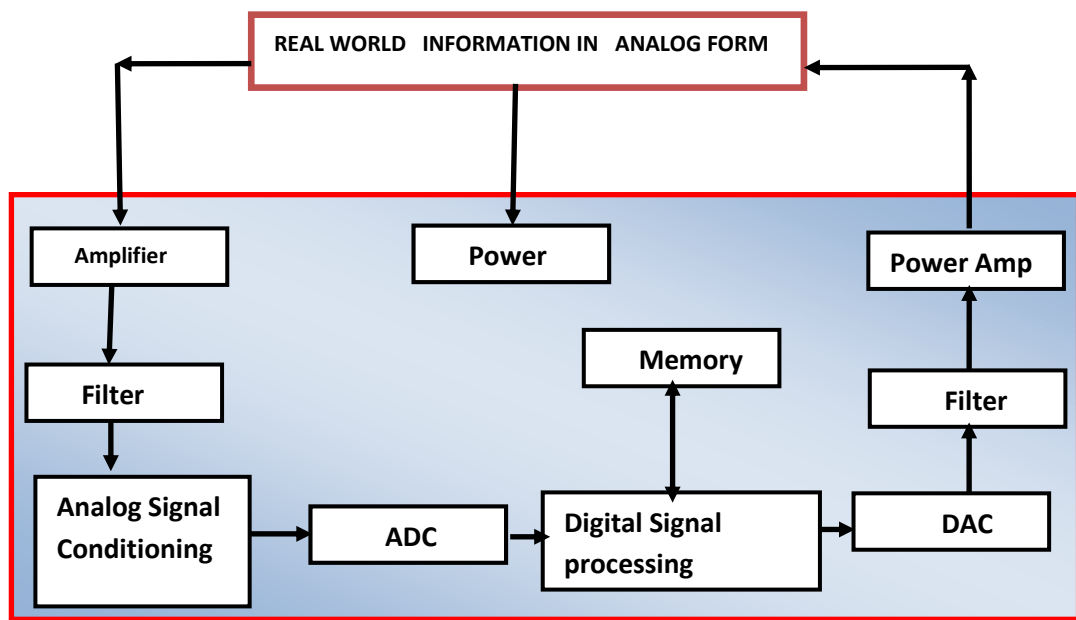 REAL WORLD INFORMATION IN ANALOG FORM
Amplifier
Power
Power Amp
Memory
Filter
Filter
Analog Signal
Conditioning
ADC
Digital Signal
processing
DAC